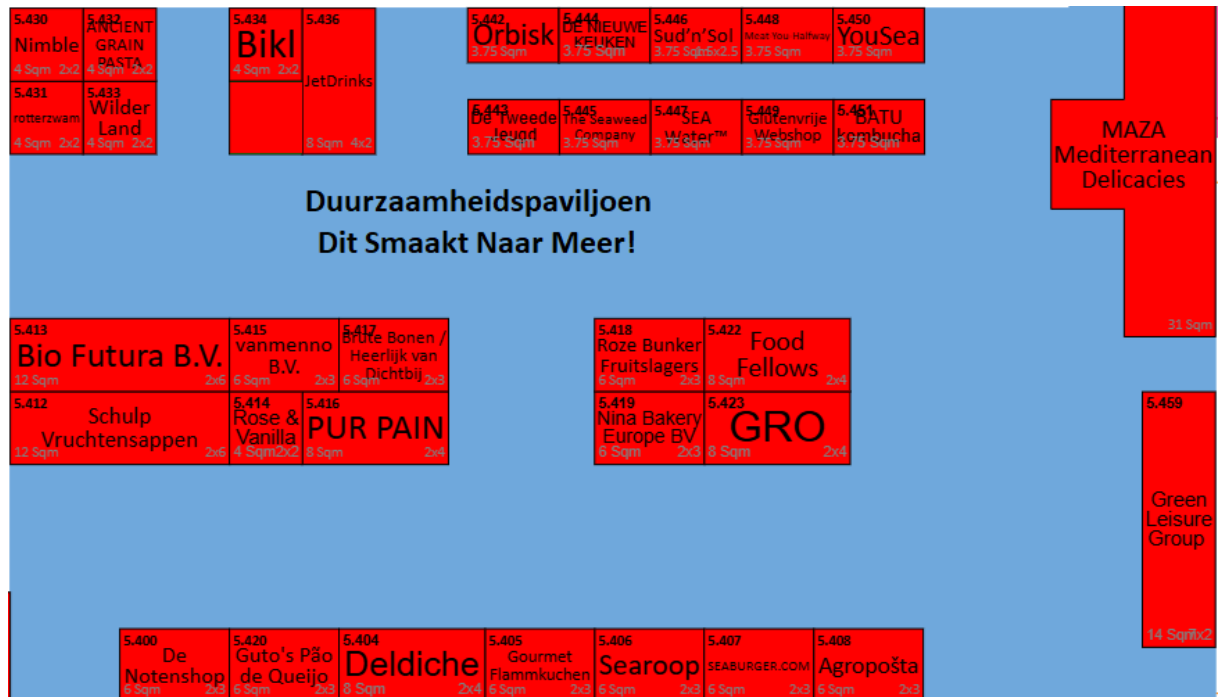 5.430
Nimble
4 Sqm 2x2
5.432
ANCIENT
GRAIN
PASTA
4 Sqm 2x2
5.434
Bikl
4 Sqm 2x2
5.436
JetDrinks
8 Sqm 4x2
5.442
Orbisk
3.75 Sqm
5.444
DE NIEUWE
KEUKEN
3.75 Sqm
5.446
Sud'n'Sol
3.75 Sqm 1.5x2.5
5.448
Meat You Halfway
3.75 Sqm
5.450
YouSea
3.75 Sqm
5.431
rotterzwam
4 Sqm 2x2
5.433
Wilder
Land
4 Sqm 2x2
5.443
De Tweede
Jeugd
3.75 Sqm
5.445
The Seaweed
Company
3.75 Sqm
5.447
SEA
Water™
3.75 Sqm
5.449
Glutenvrije
Webshop
3.75 Sqm
5.451
BATU
kombucha
3.75 Sqm
MAZA
Mediterranean
Delicacies
31 Sqm
Duurzaamheidspaviljoen
Dit Smaakt Naar Meer!
5.413
Bio Futura B.V.
12 Sqm 2x6
5.415
vanmenno
B.V.
6 Sqm 2x3
5.417
Brute Bonen /
Heerlijk van
Dichtbij
6 Sqm 2x3
5.418
Roze Bunker
Fruitslagers
6 Sqm 2x3
5.422
Food
Fellows
8 Sqm 2x4
5.412
Schulp
Vruchtensappen
12 Sqm 2x6
5.414
Rose &
Vanilla
4 Sqm 2x2
5.416
PUR PAIN
8 Sqm 2x4
5.419
Nina Bakery
Europe BV
6 Sqm 2x3
5.423
GRO
8 Sqm 2x4
5.459
Green
Leisure
Group
14 Sqm 7x2
5.400
De
Notenshop
6 Sqm 2x3
5.420
Guto's Pão
de Queijo
6 Sqm 2x3
5.404
Deldiche
8 Sqm 2x4
5.405
Gourmet
Flammkuchen
6 Sqm 2x3
5.406
Searoop
6 Sqm 2x3
5.407
SEABURGER.COM
6 Sqm 2x3
5.408
Agropošta
6 Sqm 2x3